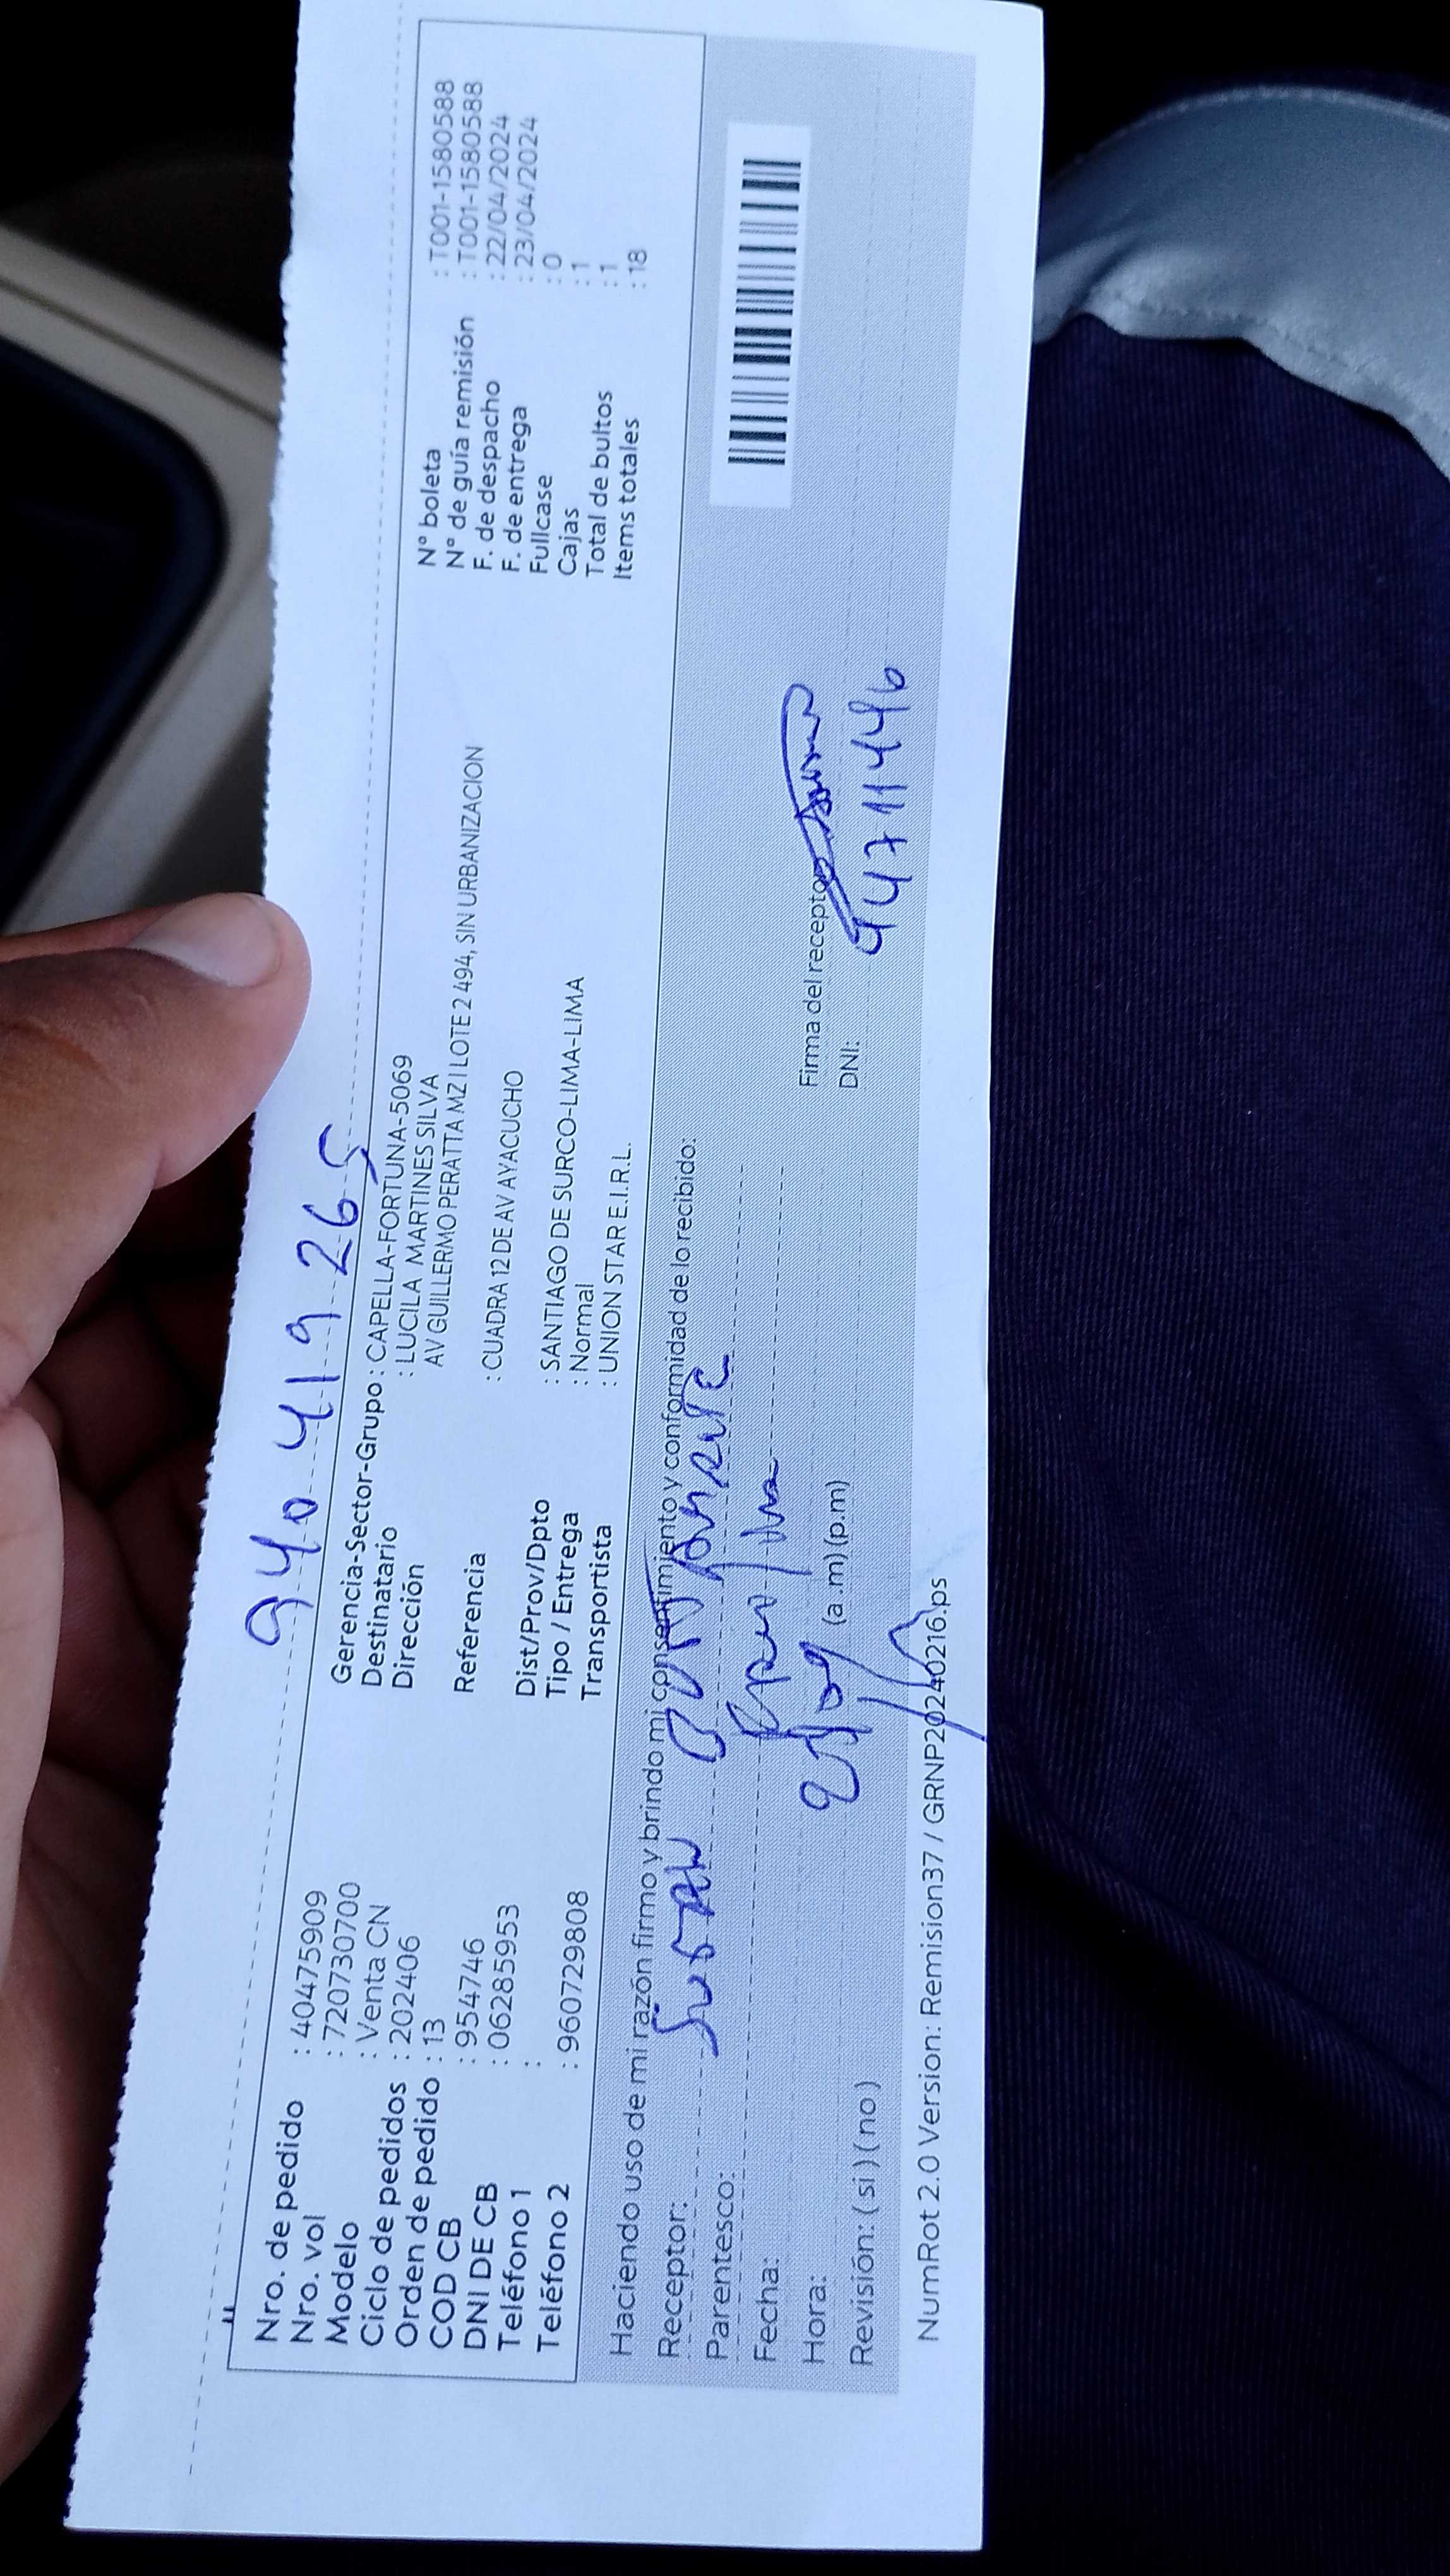 940 419 265
Nro. de pedido : 40475909
Nro. vol : 720730700
Modelo : Venta CN
Ciclo de pedidos : 202406
Orden de pedido : 13
COD CB : 954746
DNI DE CB : 06285953
Teléfono 1 :
Teléfono 2 : 960729808
Gerencia-Sector-Grupo : CAPELLA-FORTUNA-5069
Destinatario : LUCILA MARTINES SILVA
Dirección AV GUILLERMO PERATTA MZ I LOTE 2 494, SIN URBANIZACION
Referencia : CUADRA 12 DE AV AYACUCHO
Dist/Prov/Dpto : SANTIAGO DE SURCO-LIMA-LIMA
Tipo / Entrega : Normal
Transportista : UNION STAR E.I.R.L.
N° boleta : T001-1580588
N° de guía remisión : T001-1580588
F. de despacho : 22/04/2024
F. de entrega : 23/04/2024
Fullcase : 0
Cajas : 1
Total de bultos : 1
Items totales : 18
Haciendo uso de mi razón firmo y brindo mi consentimiento y conformidad de lo recibido:
Receptor: Susan
Parentesco:
Fecha:
Hora: (a.m) (p.m)
Revisión: ( si ) ( no )
Firma del receptor
DNI: 44711446
NumRot 2.0 Version: Remision37 / GRNP20240216.ps